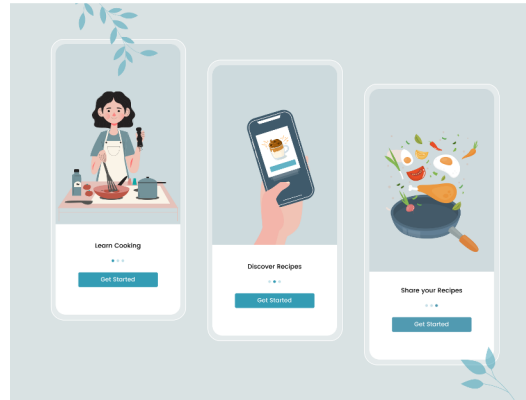 Learn Cooking
Get Started
Discover Recipes
Get Started
Share your Recipes
Get Started